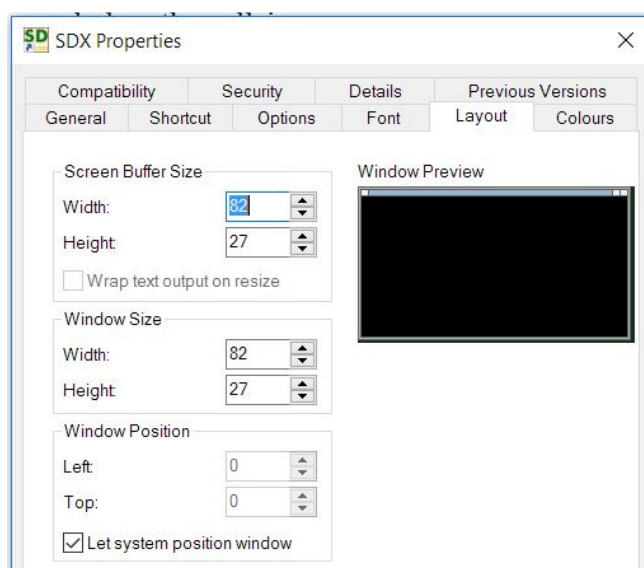 SD SDX Properties
Compatibility Security Details Previous Versions
General Shortcut Options Font Layout Colours
Screen Buffer Size
Width: 82
Height: 27
Wrap text output on resize
Window Size
Width: 82
Height: 27
Window Position
Left: 0
Top: 0
Let system position window
Window Preview